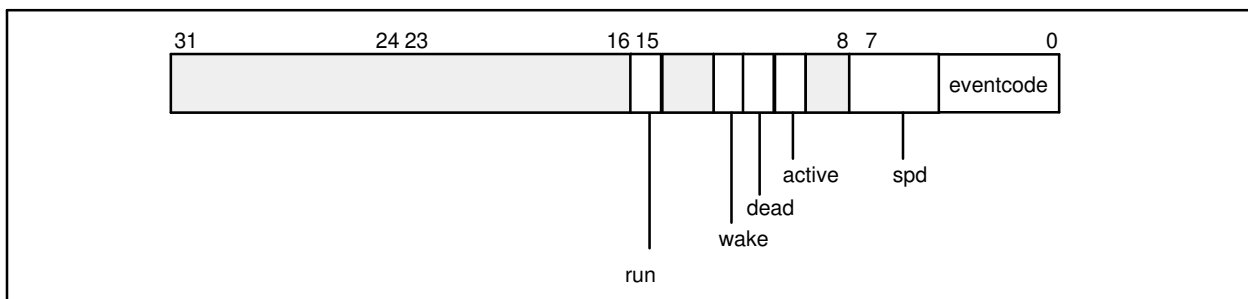 31 24 23 16 15 8 7 0
eventcode
active spd
dead
wake
run